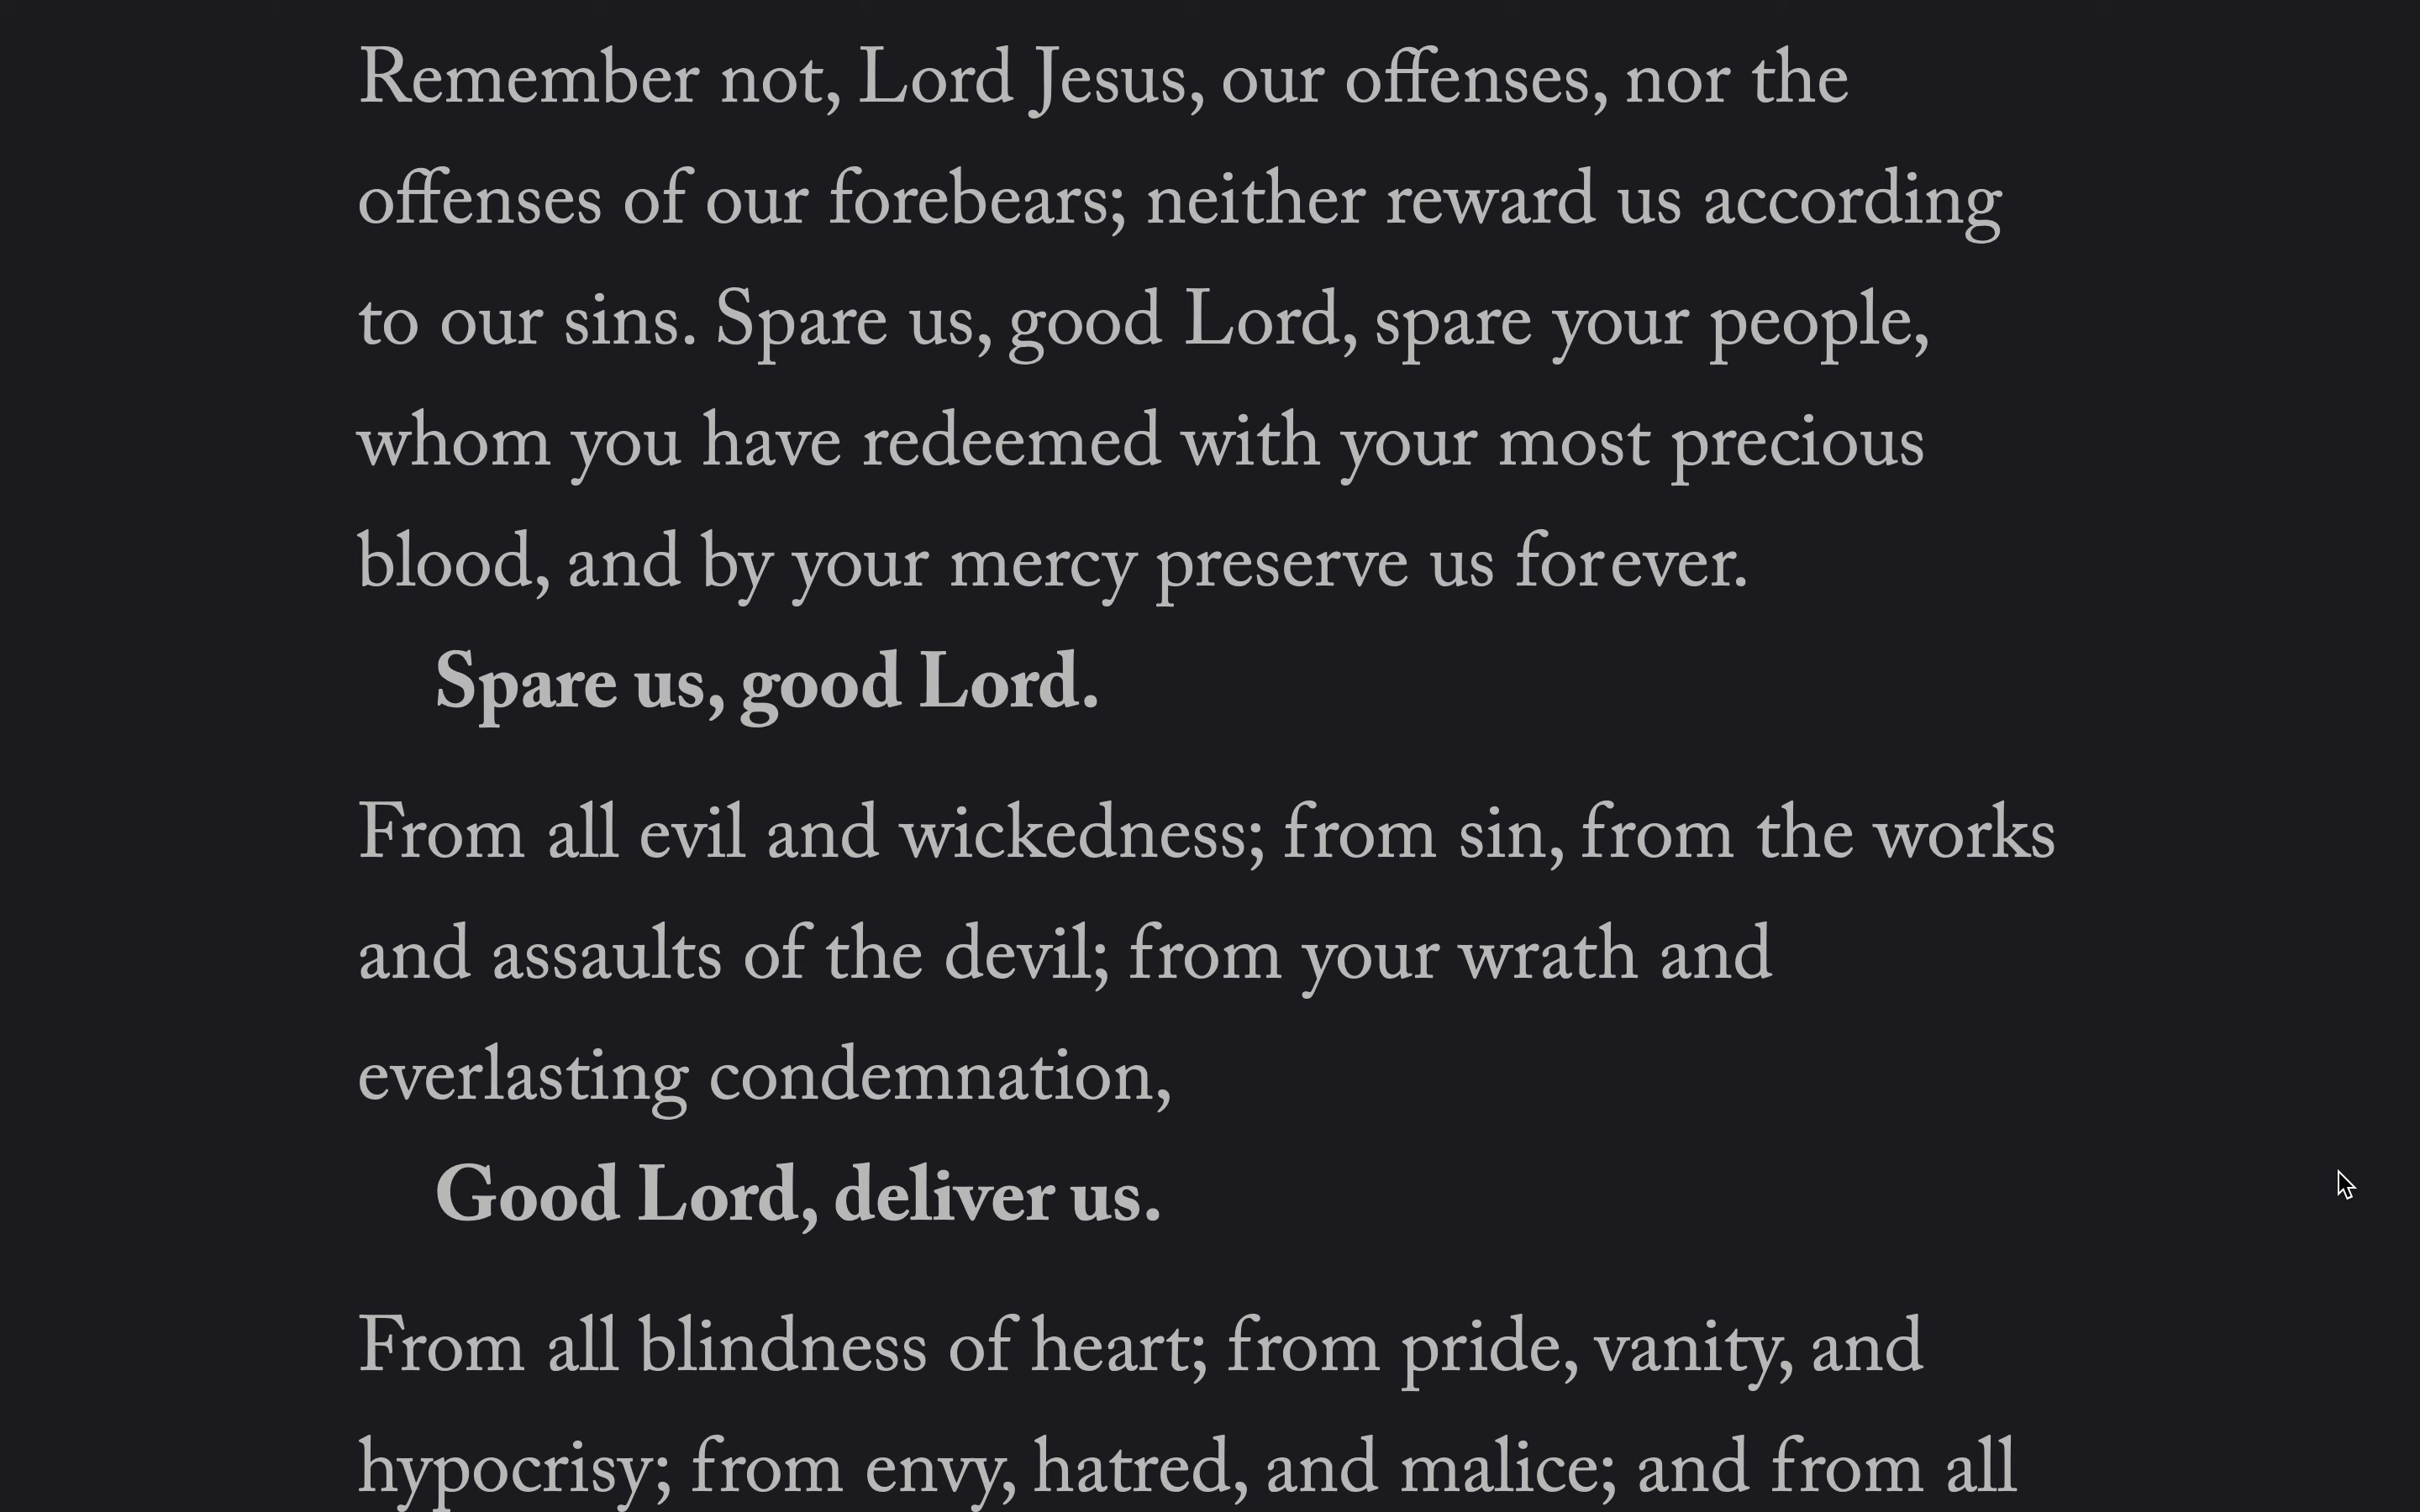 Remember not, Lord Jesus, our offenses, nor the
offenses of our forebears; neither reward us according
to our sins. Spare us, good Lord, spare your people,
whom you have redeemed with your most precious
blood, and by your mercy preserve us forever.
Spare us, good Lord.
From all evil and wickedness; from sin, from the works
and assaults of the devil; from your wrath and
everlasting condemnation,
Good Lord, deliver us.
From all blindness of heart; from pride, vanity, and
hypocrisy; from envy, hatred, and malice; and from all